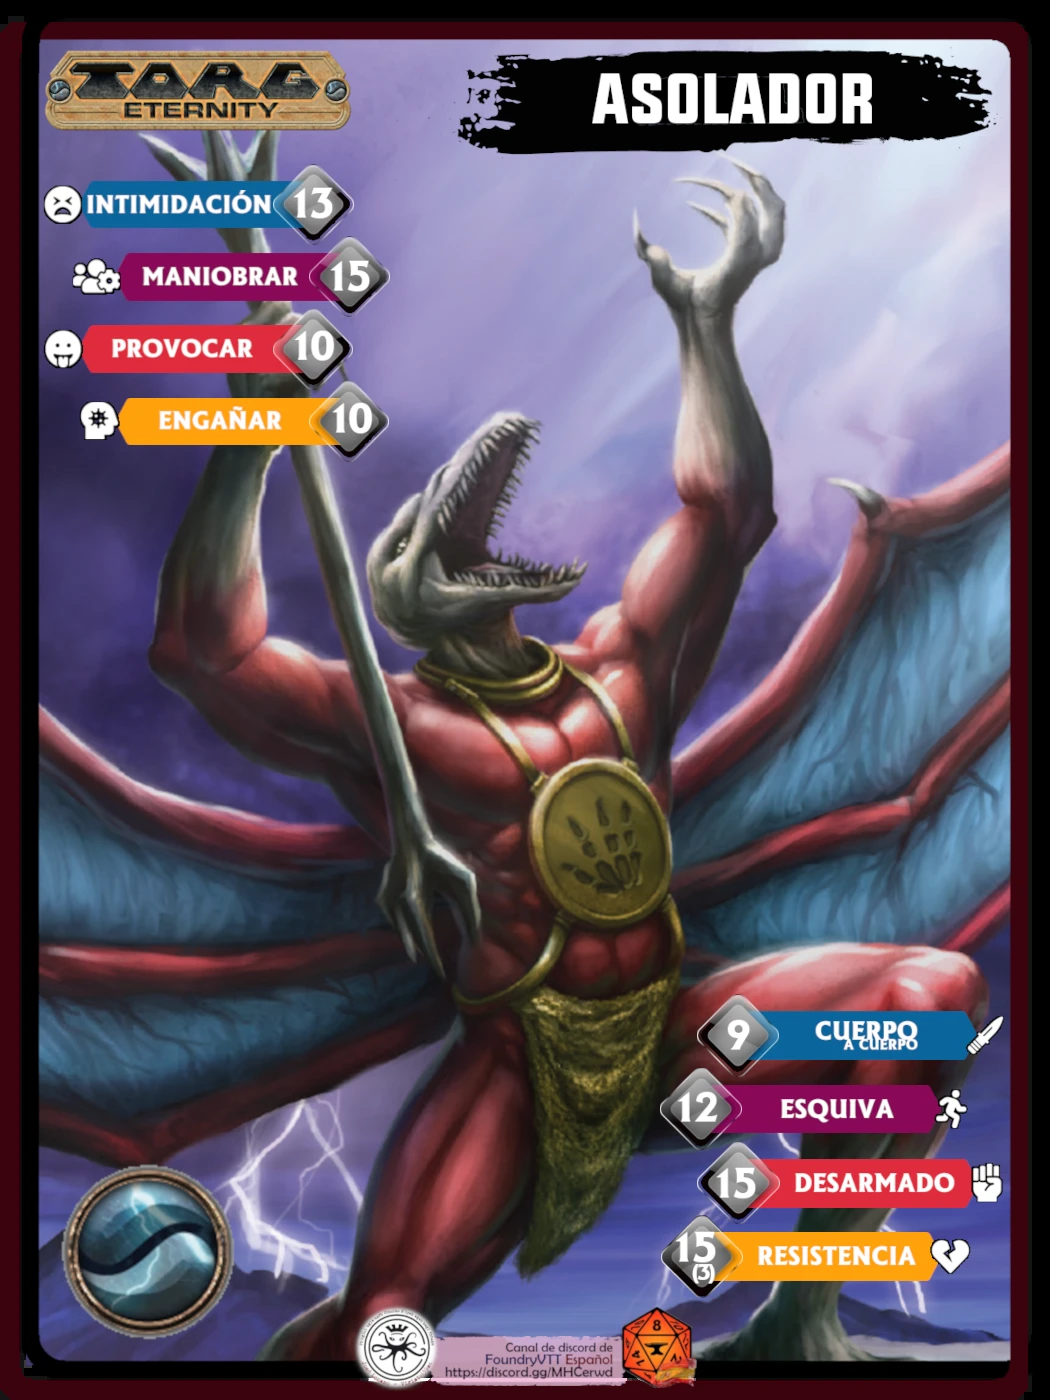 TORG
ETERNITY
ASOLADOR
INTIMIDACIÓN 13
MANIOBRAR 15
PROVOCAR 10
ENGAÑAR 10
9 CUERPO
A CUERPO
12 ESQUIVA
15 DESARMADO
15 RESISTENCIA
(3)
Canal de discord de
FoundryVTT Español
https://discord.gg/MHCerwd
8